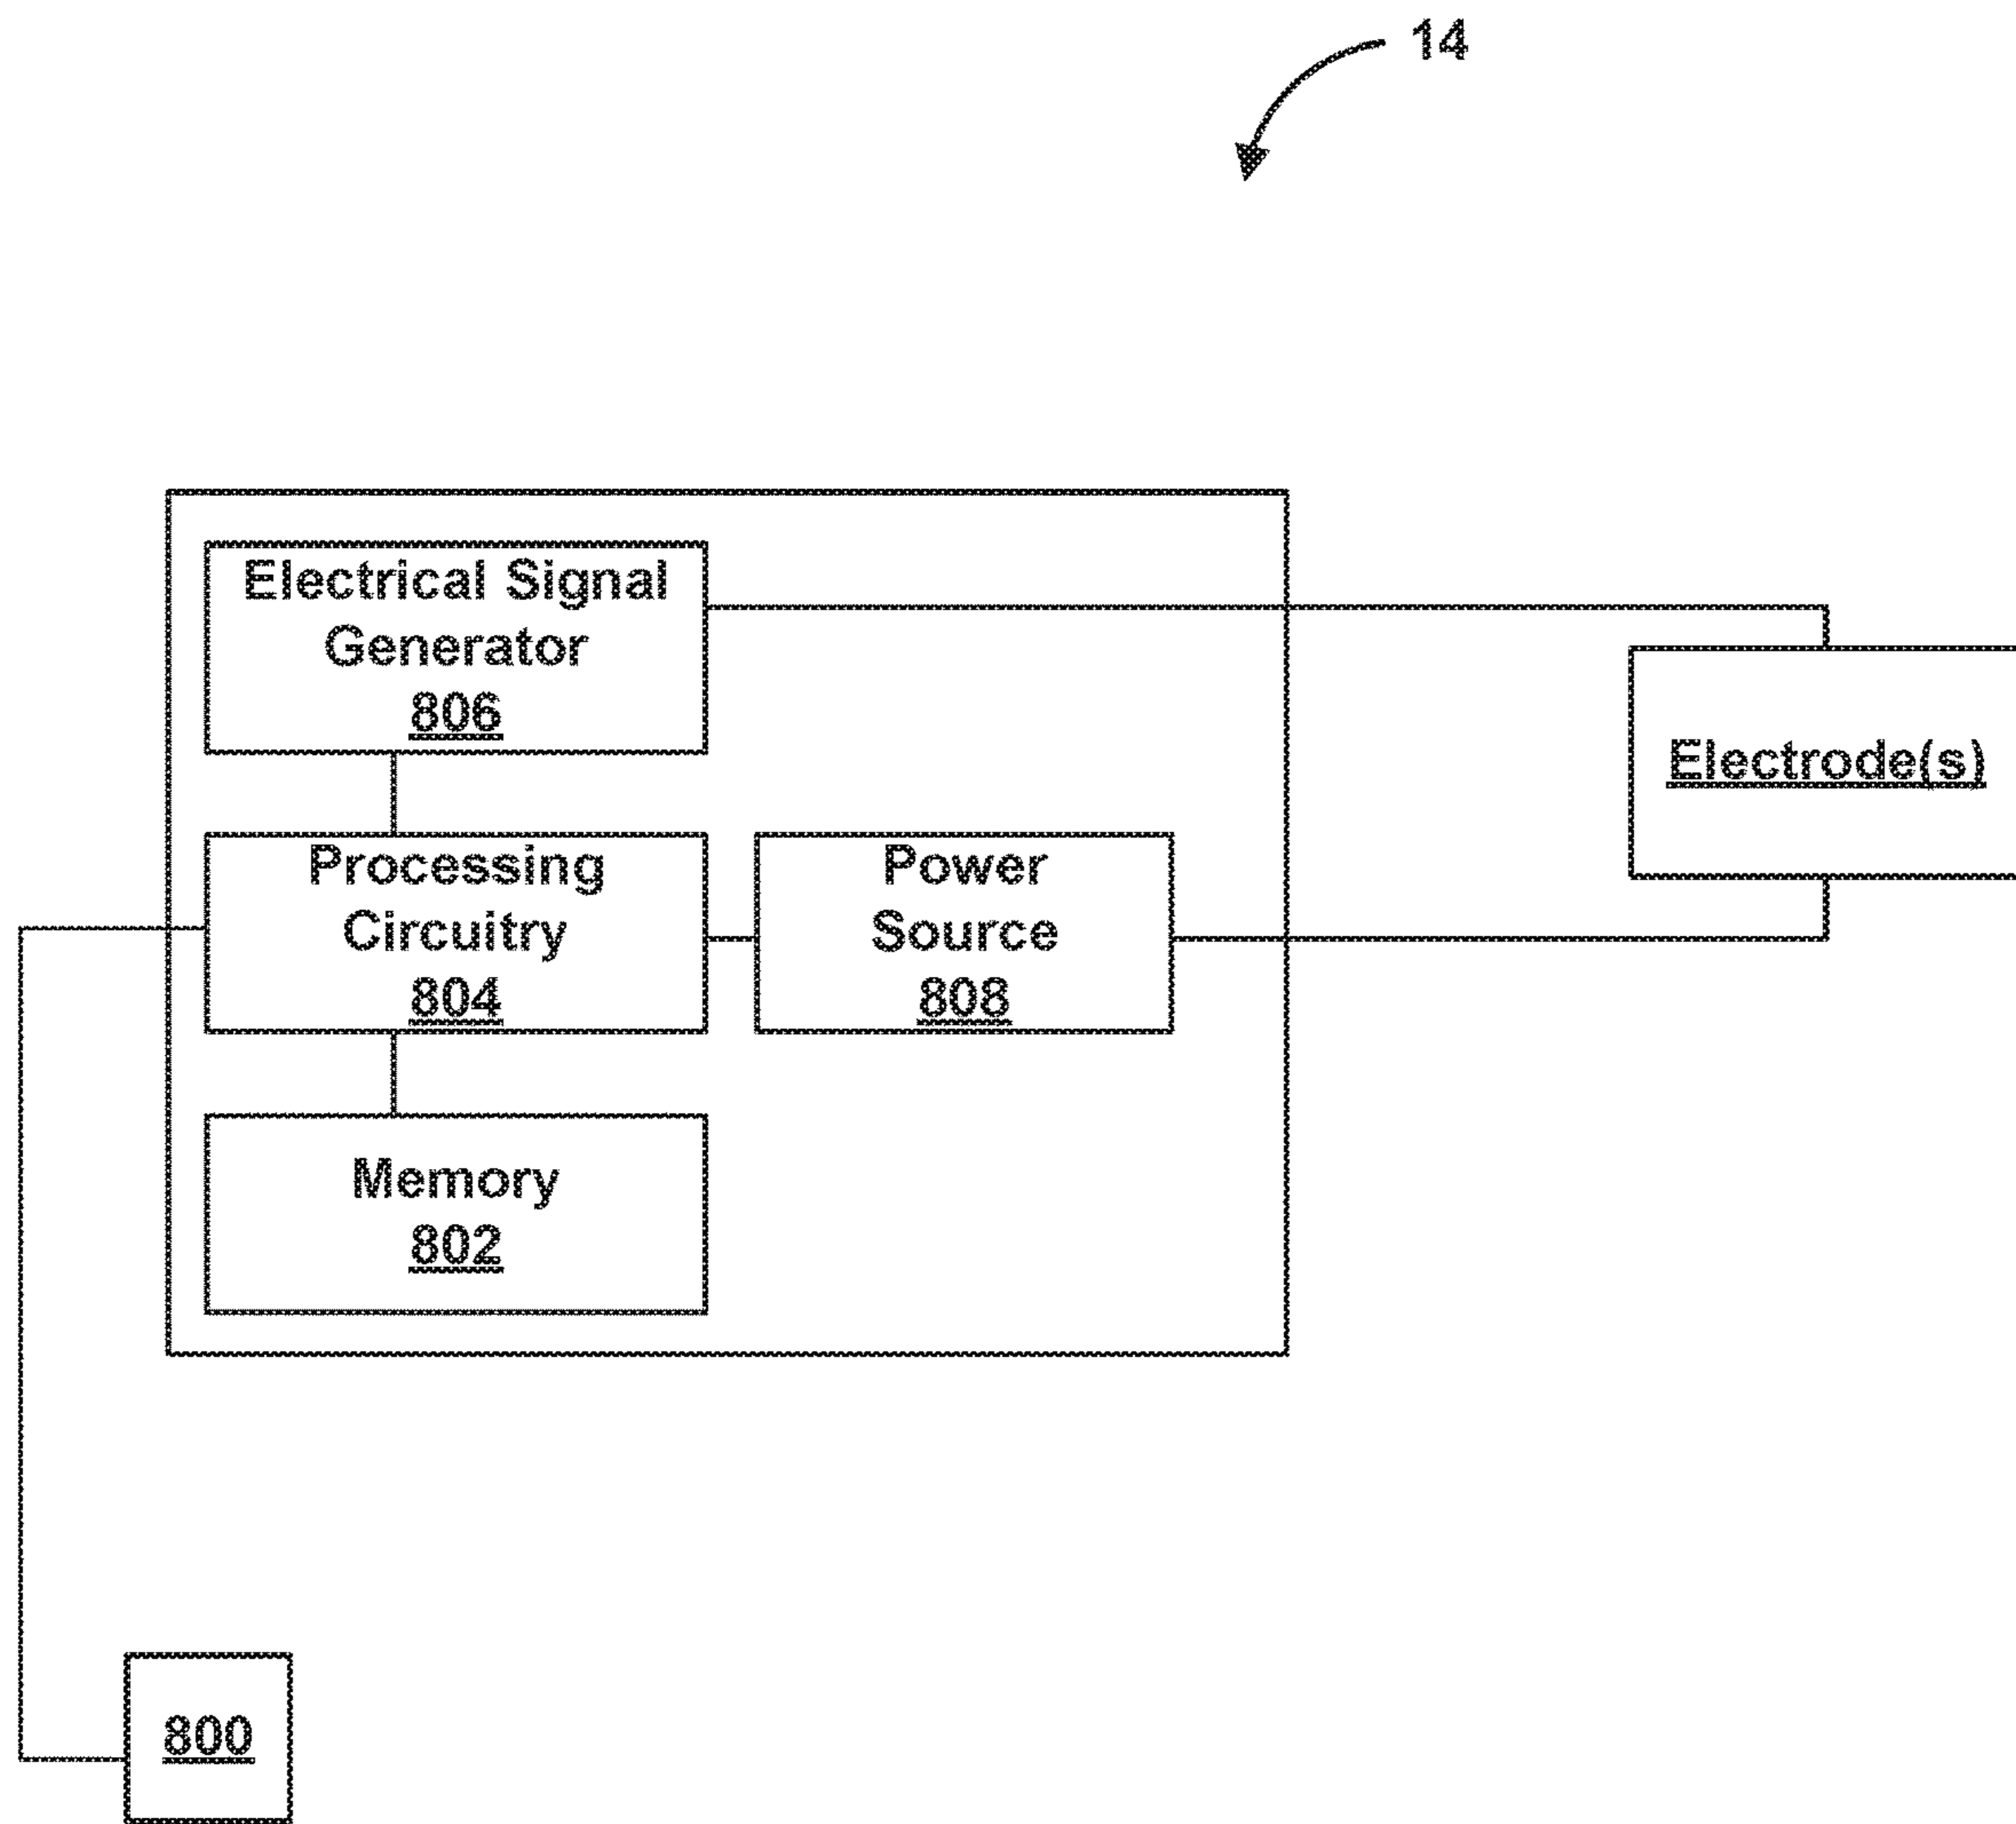 14
Electrical Signal
Generator
806
Electrode(s)
Processing
Circuitry
804
Power
Source
808
Memory
802
800